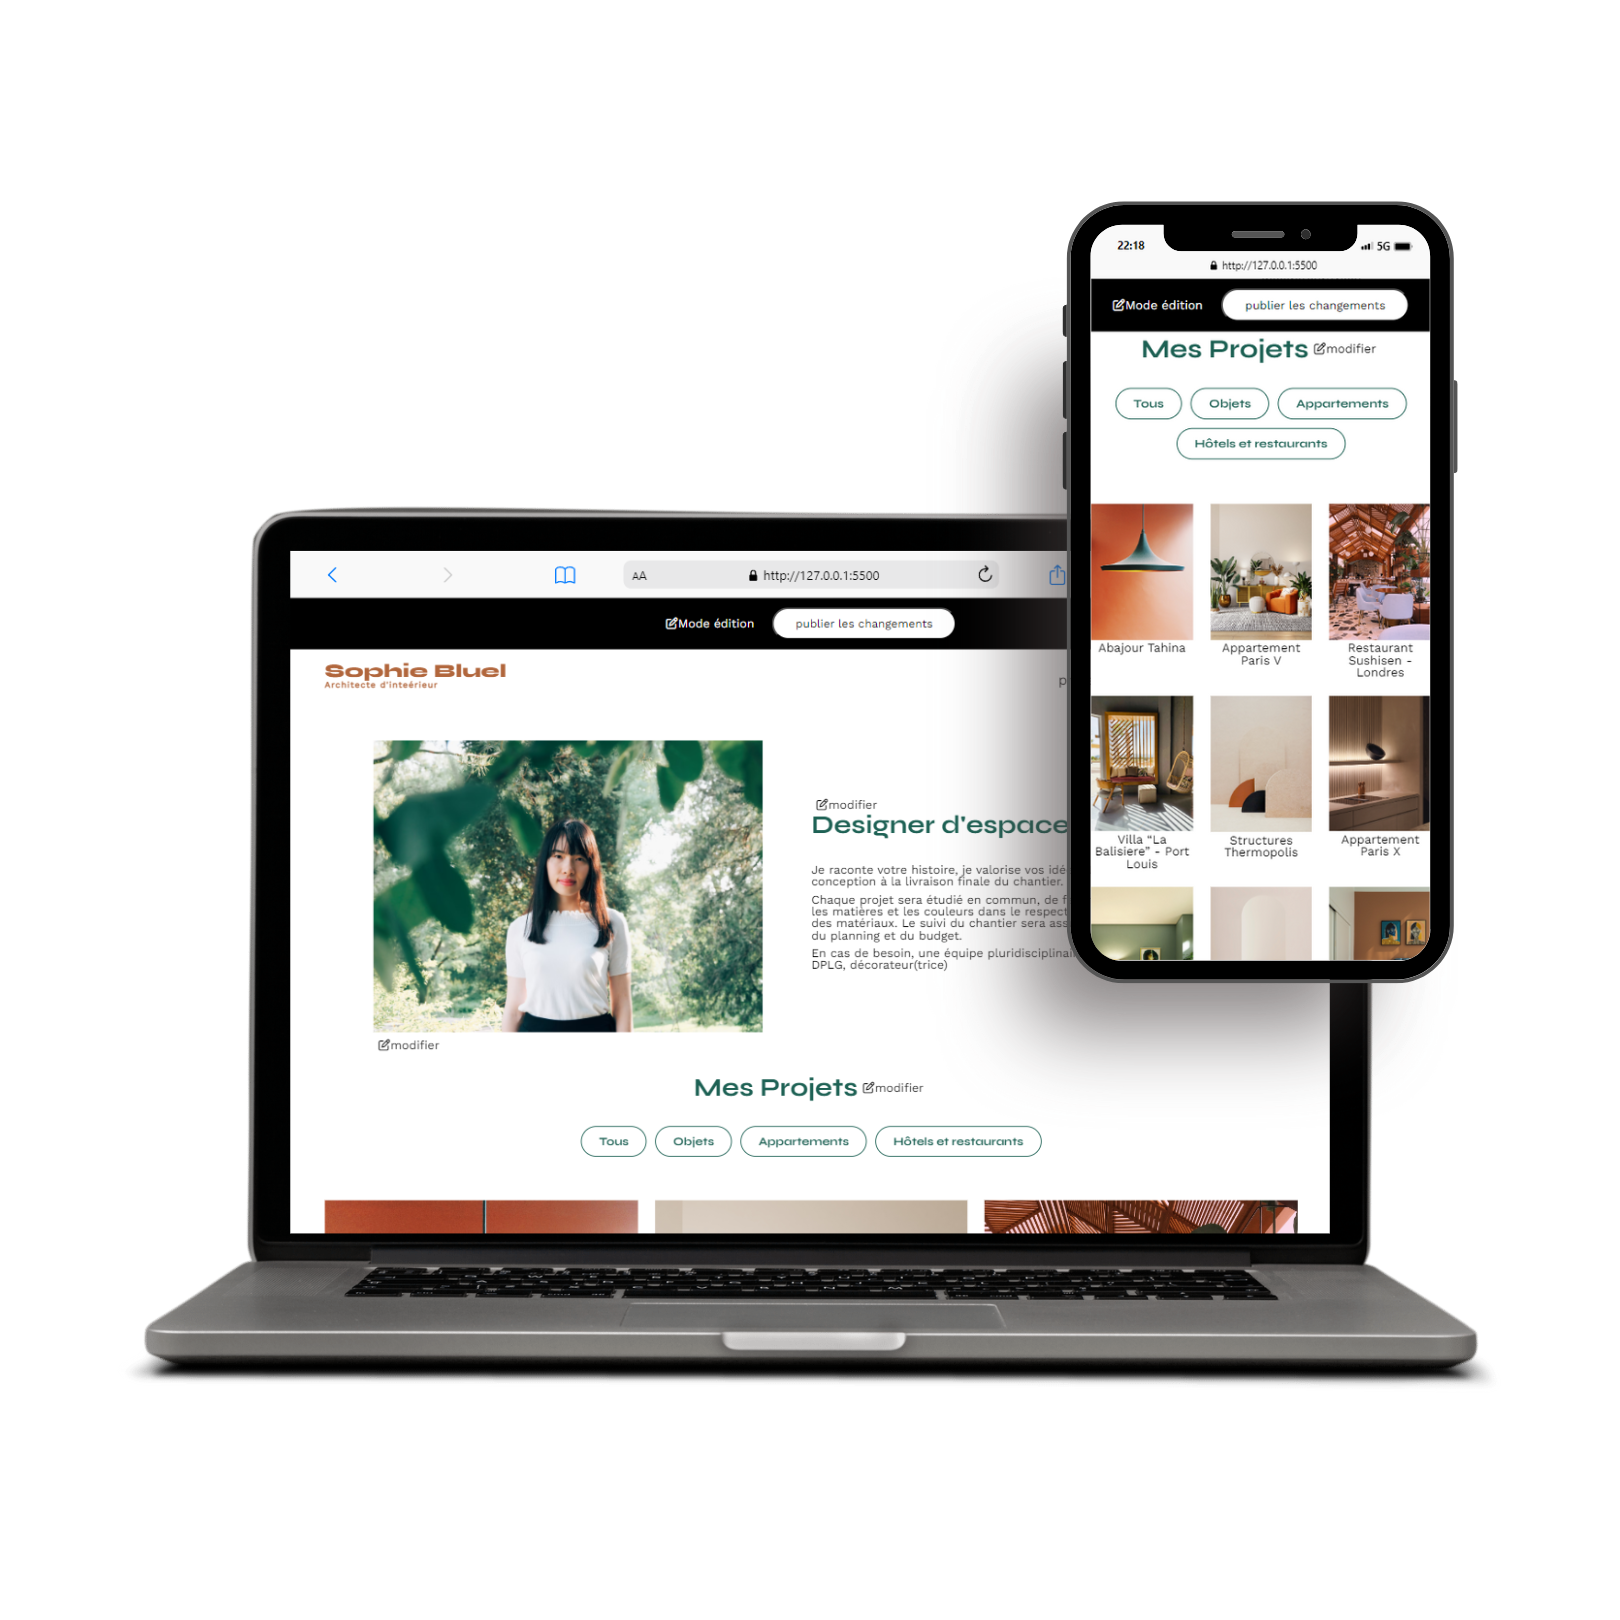 22:18
5G
http://127.0.0.1:5500
Mode édition
publier les changements
Mes Projets
modifier
Tous
Objets
Appartements
Hôtels et restaurants
Abajour Tahina
Appartement
Paris V
Restaurant
Sushisen -
Londres
Villa “La
Balisiere” - Port
Louis
Structures
Thermopolis
Appartement
Paris X
AA
http://127.0.0.1:5500
Mode édition
publier les changements
Sophie Bluel
Architecte d'inteérieur
modifier
Designer d'espace
Je raconte votre histoire, je valorise vos idé
conception à la livraison finale du chantier.
Chaque projet sera étudié en commun, de f
les matières et les couleurs dans le respect
des matériaux. Le suivi du chantier sera ass
du planning et du budget.
En cas de besoin, une équipe pluridisciplinai
DPLG, décorateur(trice)
modifier
Mes Projets
modifier
Tous
Objets
Appartements
Hôtels et restaurants